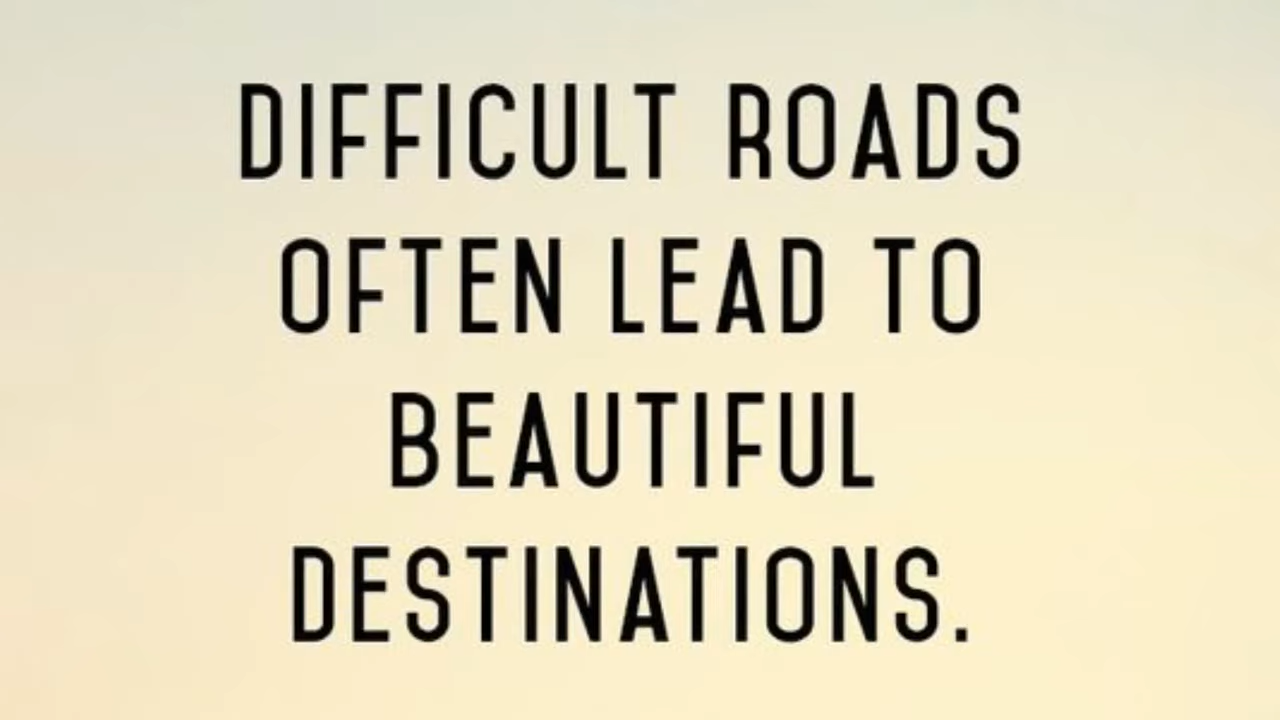 DIFFICULT ROADS
OFTEN LEAD TO
BEAUTIFUL
DESTINATIONS.